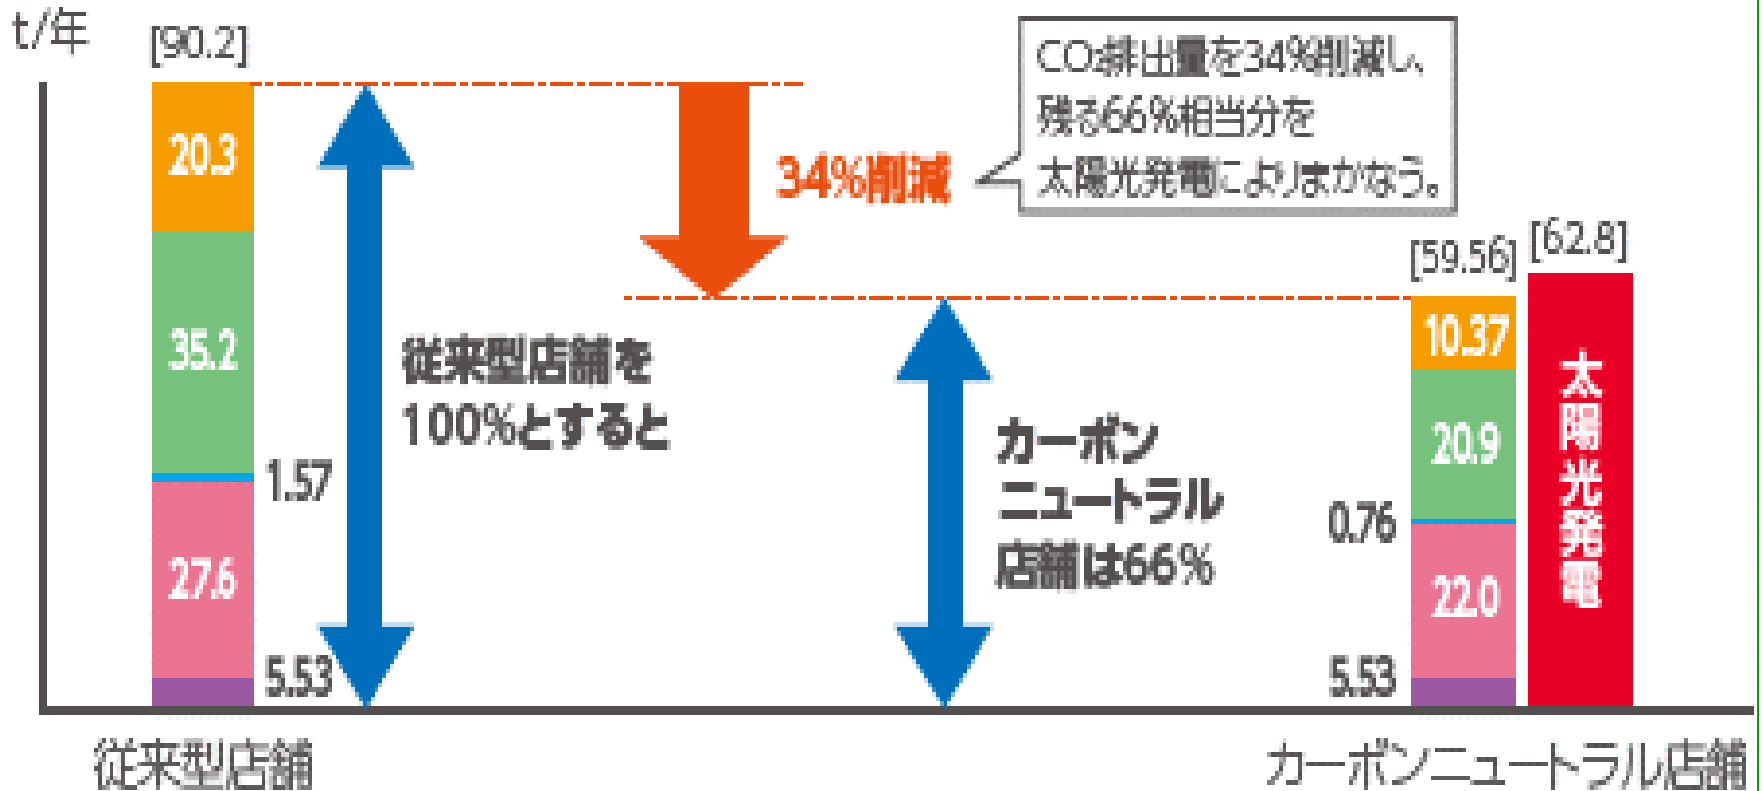 t/年
[90.2]
20.3
35.2
1.57
27.6
5.53
従来型店舗を
100%とすると
34%削減
CO2排出量を34%削減し、
残る66%相当分を
太陽光発電によりまかなう。
カーボン
ニュートラル
店舗は66%
[59.56]
[62.8]
10.37
20.9
0.76
22.0
5.53
太陽光発電
従来型店舗
カーボンニュートラル店舗